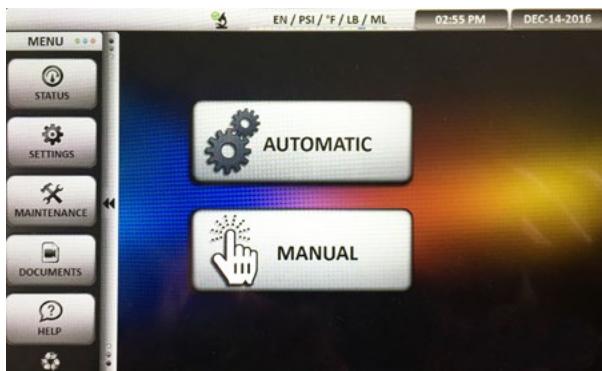 EN / PSI / °F / LB / ML
02:55 PM
DEC-14-2016
MENU
STATUS
SETTINGS
MAINTENANCE
DOCUMENTS
HELP
AUTOMATIC
MANUAL